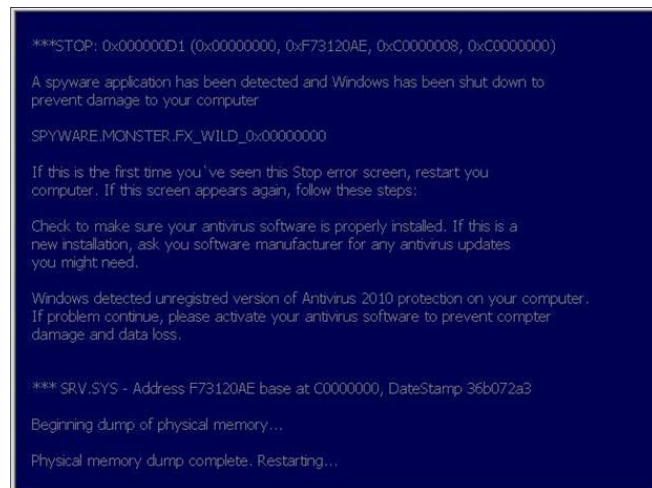 ***STOP: 0x000000D1 (0x00000000, 0xF73120AE, 0xC0000008, 0xC0000000)
A spyware application has been detected and Windows has been shut down to
prevent damage to your computer
SPYWARE.MONSTER.FX_WILD_0x00000000
If this is the first time you`ve seen this Stop error screen, restart you
computer. If this screen appears again, follow these steps:
Check to make sure your antivirus software is properly installed. If this is a
new installation, ask you software manufacturer for any antivirus updates
you might need.
Windows detected unregistred version of Antivirus 2010 protection on your computer.
If problem continue, please activate your antivirus software to prevent compter
damage and data loss.
*** SRV.SYS - Address F73120AE base at C0000000, DateStamp 36b072a3
Beginning dump of physical memory...
Physical memory dump complete. Restarting...